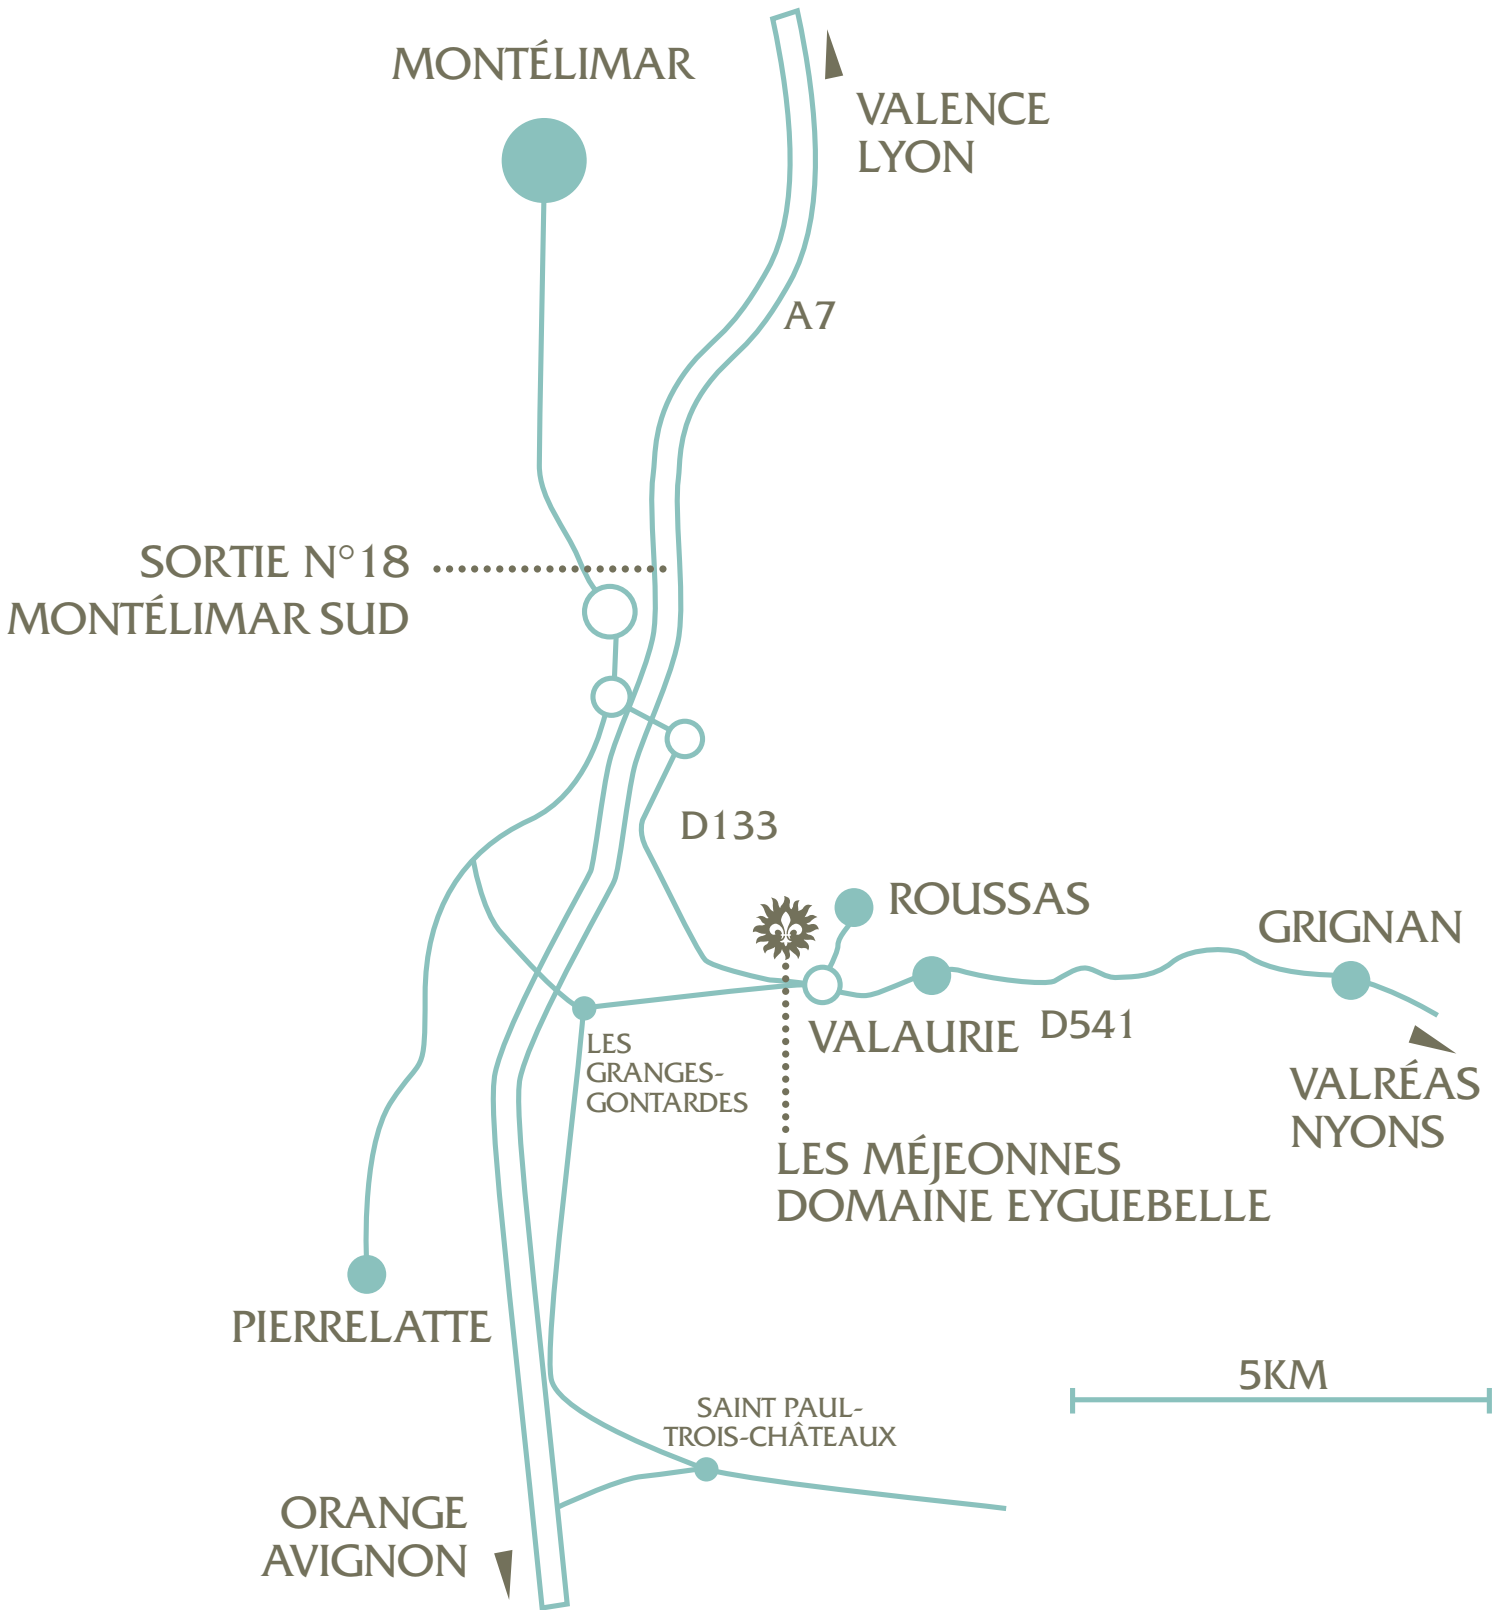 MONTÉLIMAR
VALENCE
LYON
A7
SORTIE N°18
MONTÉLIMAR SUD
D133
ROUSSAS
GRIGNAN
VALAURIE
D541
LES
GRANGES-
GONTARDES
VALRÉAS
NYONS
LES MÉJEONNES
DOMAINE EYGUEBELLE
PIERRELATTE
5KM
SAINT PAUL-
TROIS-CHÂTEAUX
ORANGE
AVIGNON